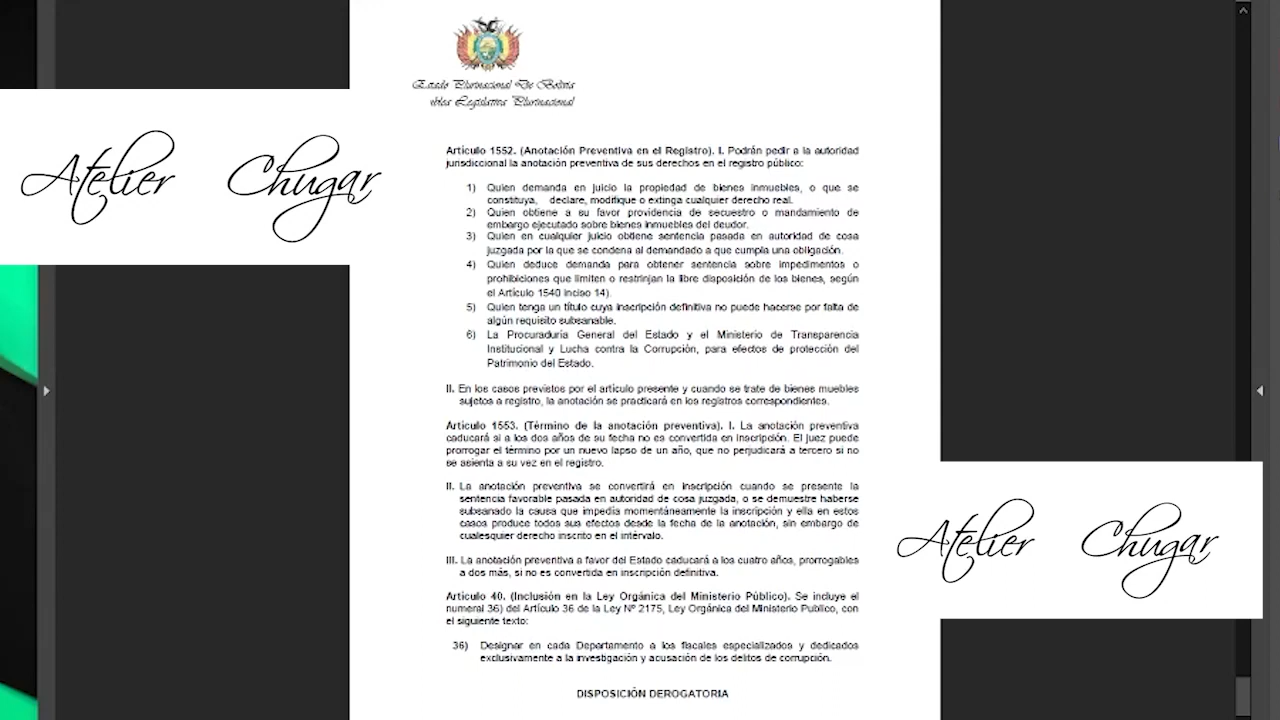 Estado Plurinacional De Bolivia
blea Legislativa Plurinacional
Atelier Chugar
Artículo 1552. (Anotación Preventiva en el Registro). I. Podrán pedir a la autoridad
jurisdiccional la anotación preventiva de sus derechos en el registro público:
1) Quien demanda en juicio la propiedad de bienes inmuebles, o que se
constituya, declare, modifique o extinga cualquier derecho real.
2) Quien obtiene a su favor providencia de secuestro o mandamiento de
embargo ejecutado sobre bienes inmuebles del deudor.
3) Quien en cualquier juicio obtiene sentencia pasada en autoridad de cosa
juzgada por la que se condena al demandado a que cumpla una obligación.
4) Quien deduce demanda para obtener sentencia sobre impedimentos o
prohibiciones que limiten o restrinjan la libre disposición de los bienes, según
el Artículo 1540 inciso 14).
5) Quien tenga un título cuya inscripción definitiva no puede hacerse por falta de
algún requisito subsanable.
6) La Procuraduría General del Estado y el Ministerio de Transparencia
Institucional y Lucha contra la Corrupción, para efectos de protección del
Patrimonio del Estado.
II. En los casos previstos por el artículo presente y cuando se trate de bienes muebles
sujetos a registro, la anotación se practicará en los registros correspondientes.
Artículo 1553. (Término de la anotación preventiva). I. La anotación preventiva
caducará si a los dos años de su fecha no es convertida en inscripción. El juez puede
prorrogar el término por un nuevo lapso de un año, que no perjudicará a tercero si no
se asienta a su vez en el registro.
II. La anotación preventiva se convertirá en inscripción cuando se presente la
sentencia favorable pasada en autoridad de cosa juzgada, o se demuestre haberse
subsanado la causa que impedía momentáneamente la inscripción y ella en estos
casos produce todos sus efectos desde la fecha de la anotación, sin embargo de
cualesquier derecho inscrito en el intérvalo.
III. La anotación preventiva a favor del Estado caducará a los cuatro años, prorrogables
a dos más, si no es convertida en inscripción definitiva.
Atelier Chugar
Artículo 40. (Inclusión en la Ley Orgánica del Ministerio Público). Se incluye el
numeral 36) del Artículo 36 de la Ley Nº 2175, Ley Orgánica del Ministerio Publico, con
el siguiente texto:
36) Designar en cada Departamento a los fiscales especializados y dedicados
exclusivamente a la investigación y acusación de los delitos de corrupción.
DISPOSICIÓN DEROGATORIA